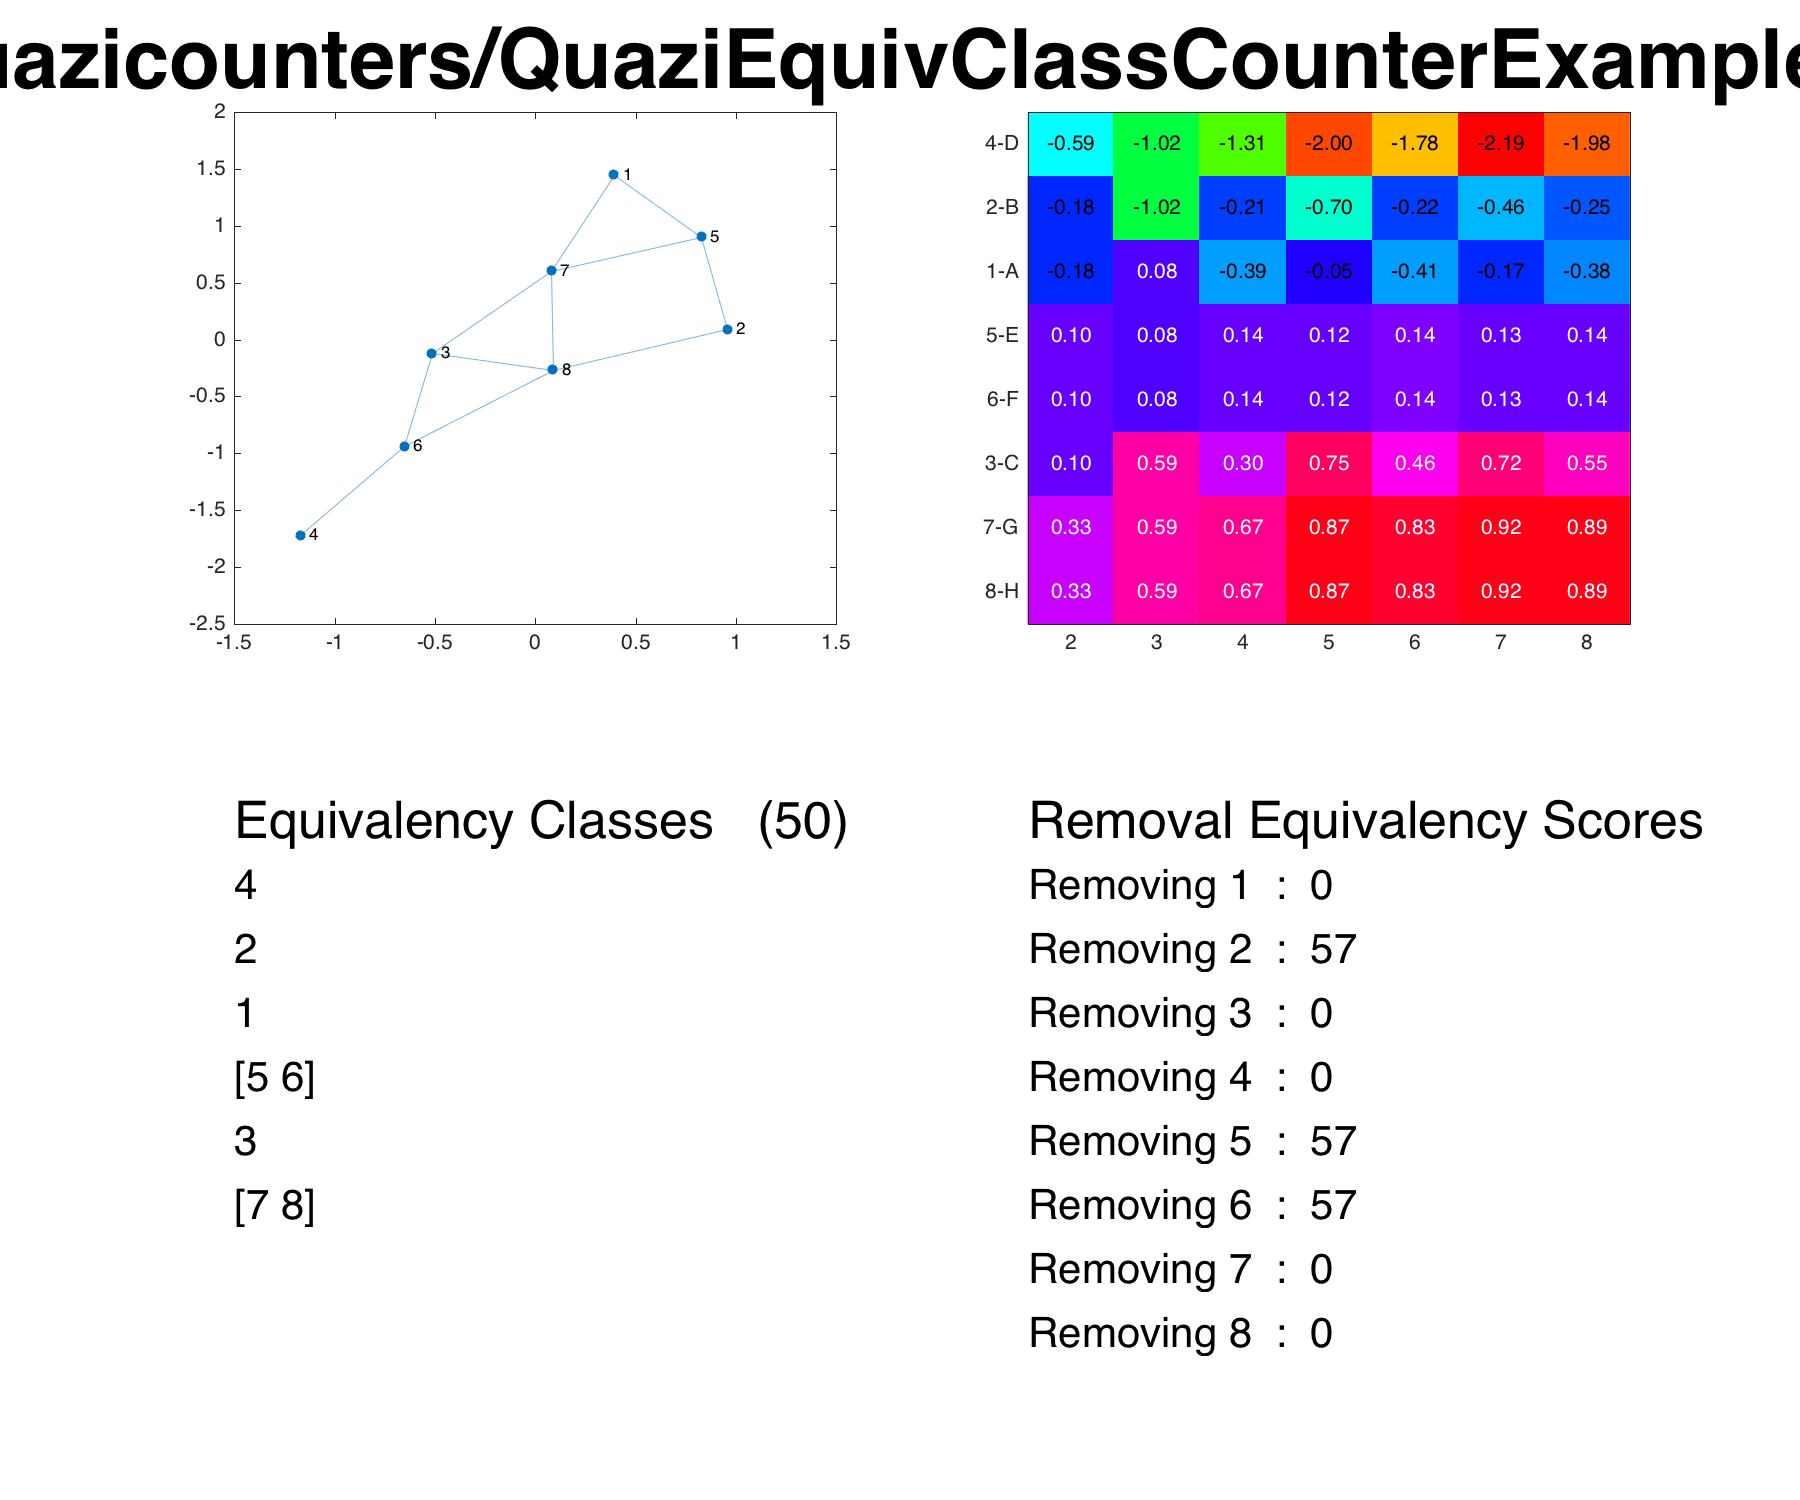 uazicounters/QuaziEquivClassCounterExample
2
1.5
1
0.5
0
-0.5
-1
-1.5
-2
-2.5
-1.5 -1 -0.5 0 0.5 1 1.5
1
5
7
2
3
8
6
4
4-D -0.59 -1.02 -1.31 -2.00 -1.78 -2.19 -1.98
2-B -0.18 -1.02 -0.21 -0.70 -0.22 -0.46 -0.25
1-A -0.18 0.08 -0.39 -0.05 -0.41 -0.17 -0.38
5-E 0.10 0.08 0.14 0.12 0.14 0.13 0.14
6-F 0.10 0.08 0.14 0.12 0.14 0.13 0.14
3-C 0.10 0.59 0.30 0.75 0.46 0.72 0.55
7-G 0.33 0.59 0.67 0.87 0.83 0.92 0.89
8-H 0.33 0.59 0.67 0.87 0.83 0.92 0.89
2 3 4 5 6 7 8
Equivalency Classes (50)
4
2
1
[5 6]
3
[7 8]
Removal Equivalency Scores
Removing 1 : 0
Removing 2 : 57
Removing 3 : 0
Removing 4 : 0
Removing 5 : 57
Removing 6 : 57
Removing 7 : 0
Removing 8 : 0